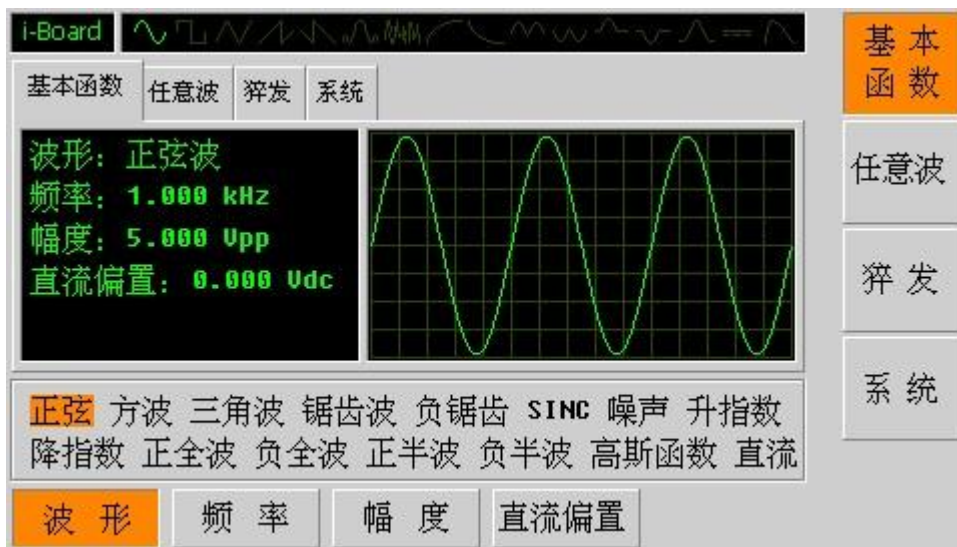 i-Board
基本函数 任意波 猝发 系统
波形：正弦波
频率：1.000 kHz
幅度：5.000 Vpp
直流偏置：0.000 Vdc
正弦 方波 三角波 锯齿波 负锯齿 SINC 噪声 升指数
降指数 正全波 负全波 正半波 负半波 高斯函数 直流
波 形 频 率 幅 度 直流偏置
基 本
函 数
任意波
猝 发
系 统